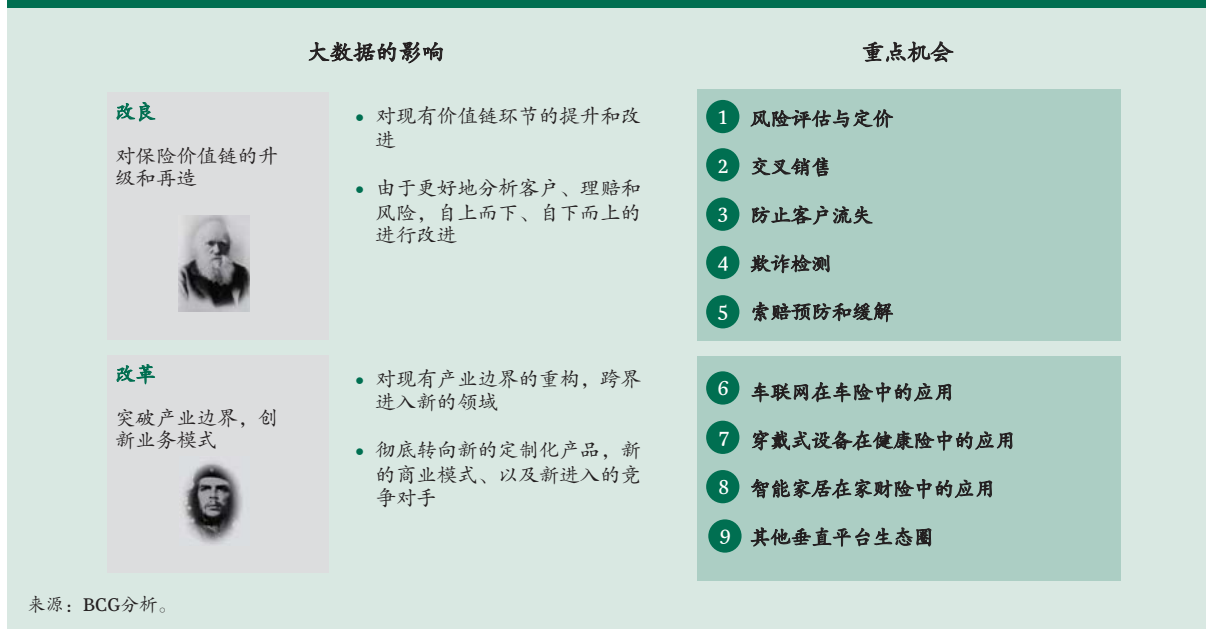 大数据的影响
重点机会
改良
对保险价值链的升
级和再造
• 对现有价值链环节的提升和改
进
• 由于更好地分析客户、理赔和
风险，自上而下、自下而上的
进行改进
1 风险评估与定价
2 交叉销售
3 防止客户流失
4 欺诈检测
5 索赔预防和缓解
改革
突破产业边界，创
新业务模式
• 对现有产业边界的重构，跨界
进入新的领域
• 彻底转向新的定制化产品，新
的商业模式、以及新进入的竞
争对手
6 车联网在车险中的应用
7 穿戴式设备在健康险中的应用
8 智能家居在家财险中的应用
9 其他垂直平台生态圈
来源：BCG分析。